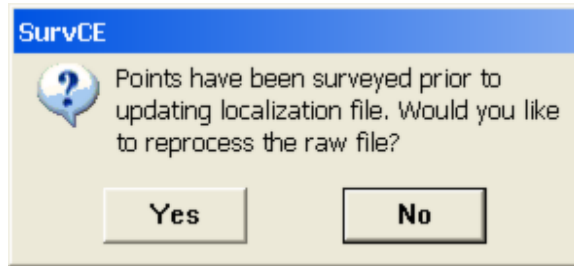 SurvCE
Points have been surveyed prior to
updating localization file. Would you like
to reprocess the raw file?
Yes
No